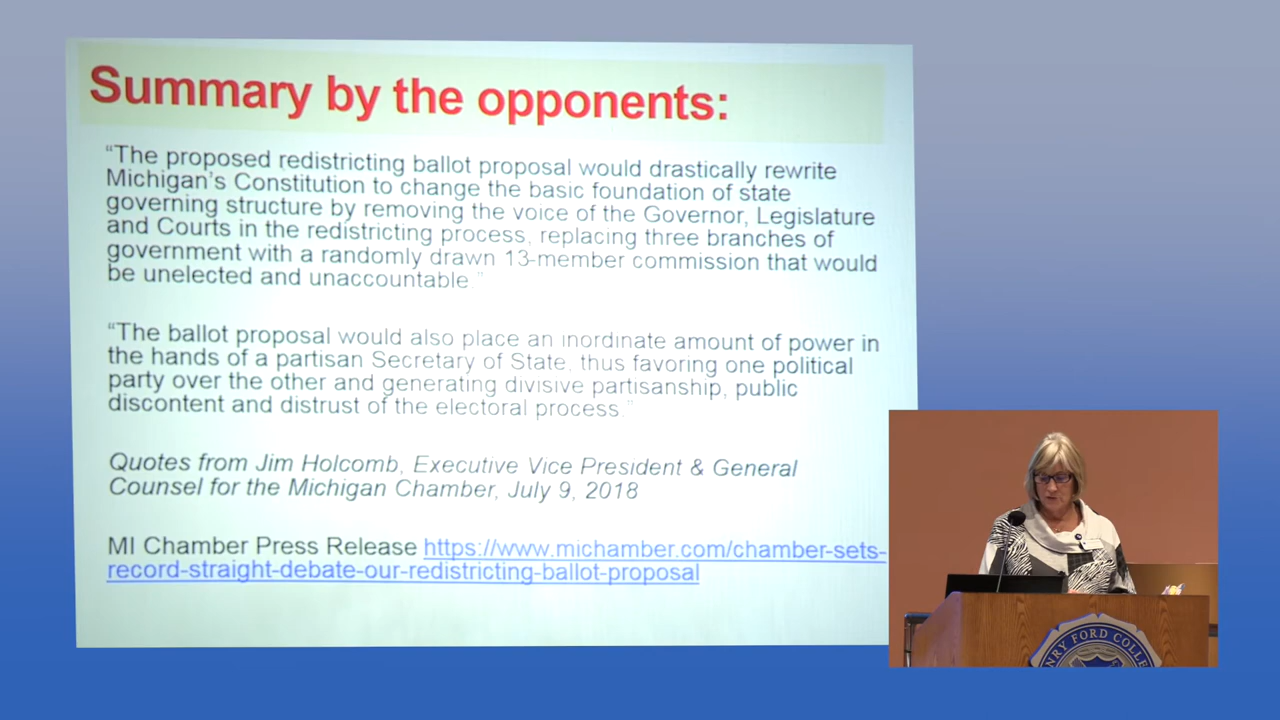 Summary by the opponents:
“The proposed redistricting ballot proposal would drastically rewrite
Michigan’s Constitution to change the basic foundation of state
governing structure by removing the voice of the Governor, Legislature
and Courts in the redistricting process, replacing three branches of
government with a randomly drawn 13-member commission that would
be unelected and unaccountable.”
“The ballot proposal would also place an inordinate amount of power in
the hands of a partisan Secretary of State, thus favoring one political
party over the other and generating divisive partisanship, public
discontent and distrust of the electoral process.”
Quotes from Jim Holcomb, Executive Vice President & General
Counsel for the Michigan Chamber, July 9, 2018
MI Chamber Press Release https://www.michamber.com/chamber-sets-
record-straight-debate-our-redistricting-ballot-proposal
NRY FORD COLLE